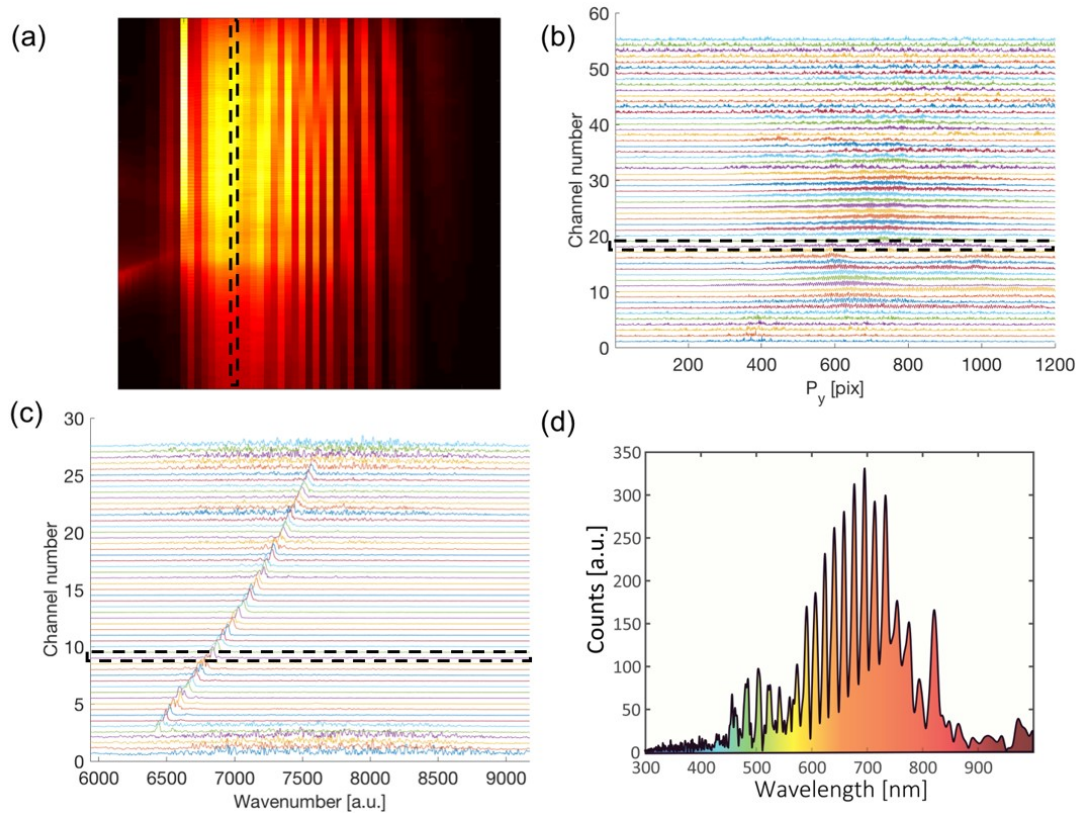 (a)
(b)
60
50
40
30
20
10
0
Channel number
200 400 600 800 1000 1200
P_y [pix]
(c)
30
25
20
15
10
5
0
Channel number
6000 6500 7000 7500 8000 8500 9000
Wavenumber [a.u.]
(d)
350
300
250
200
150
100
50
0
Counts [a.u.]
300 400 500 600 700 800 900
Wavelength [nm]